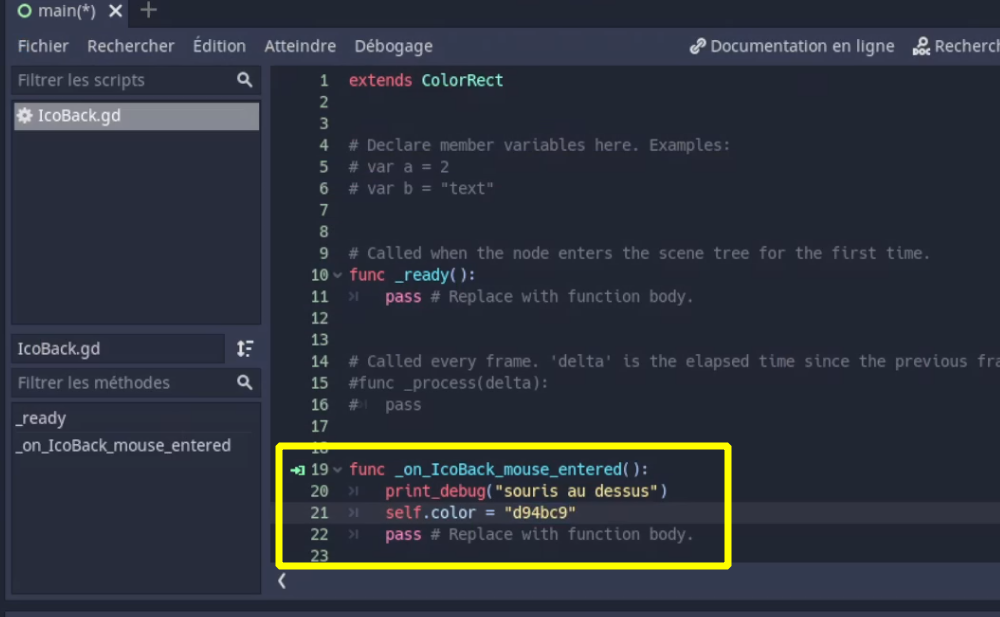 main(*)
Fichier Rechercher Édition Atteindre Débogage Documentation en ligne
Filtrer les scripts
IcoBack.gd
IcoBack.gd
Filtrer les méthodes
_ready
_on_IcoBack_mouse_entered
1 extends ColorRect
2
3
4 # Declare member variables here. Examples:
5 # var a = 2
6 # var b = "text"
7
8
9 # Called when the node enters the scene tree for the first time.
10 func _ready():
11 pass # Replace with function body.
12
13
14 # Called every frame. 'delta' is the elapsed time since the previous
15 #func _process(delta):
16 # pass
17
18
19 func _on_IcoBack_mouse_entered():
20 print_debug("souris au dessus")
21 self.color = "d94bc9"
22 pass # Replace with function body.
23